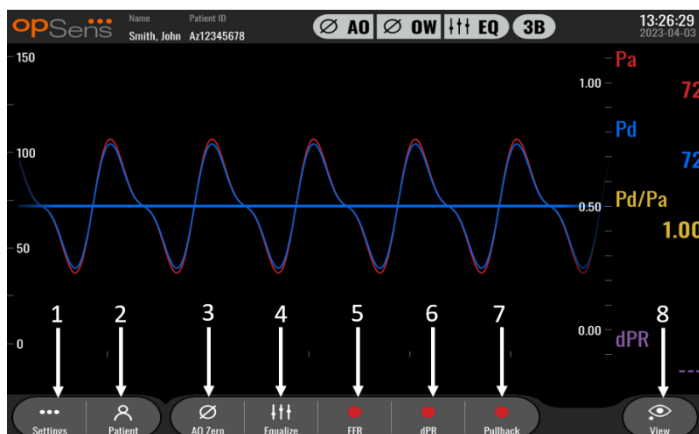 opSens
Name Patient ID
Smith, John Az12345678
AO OW EQ 3B
13:26:29
2023-04-03
150
100
50
0
1.00
0.50
0.00
Pa
72
Pd
72
Pd/Pa
1.00
dPR
---
1 2 3 4 5 6 7 8
Settings Patient AO Zero Equalize FFR dPR Pullback View